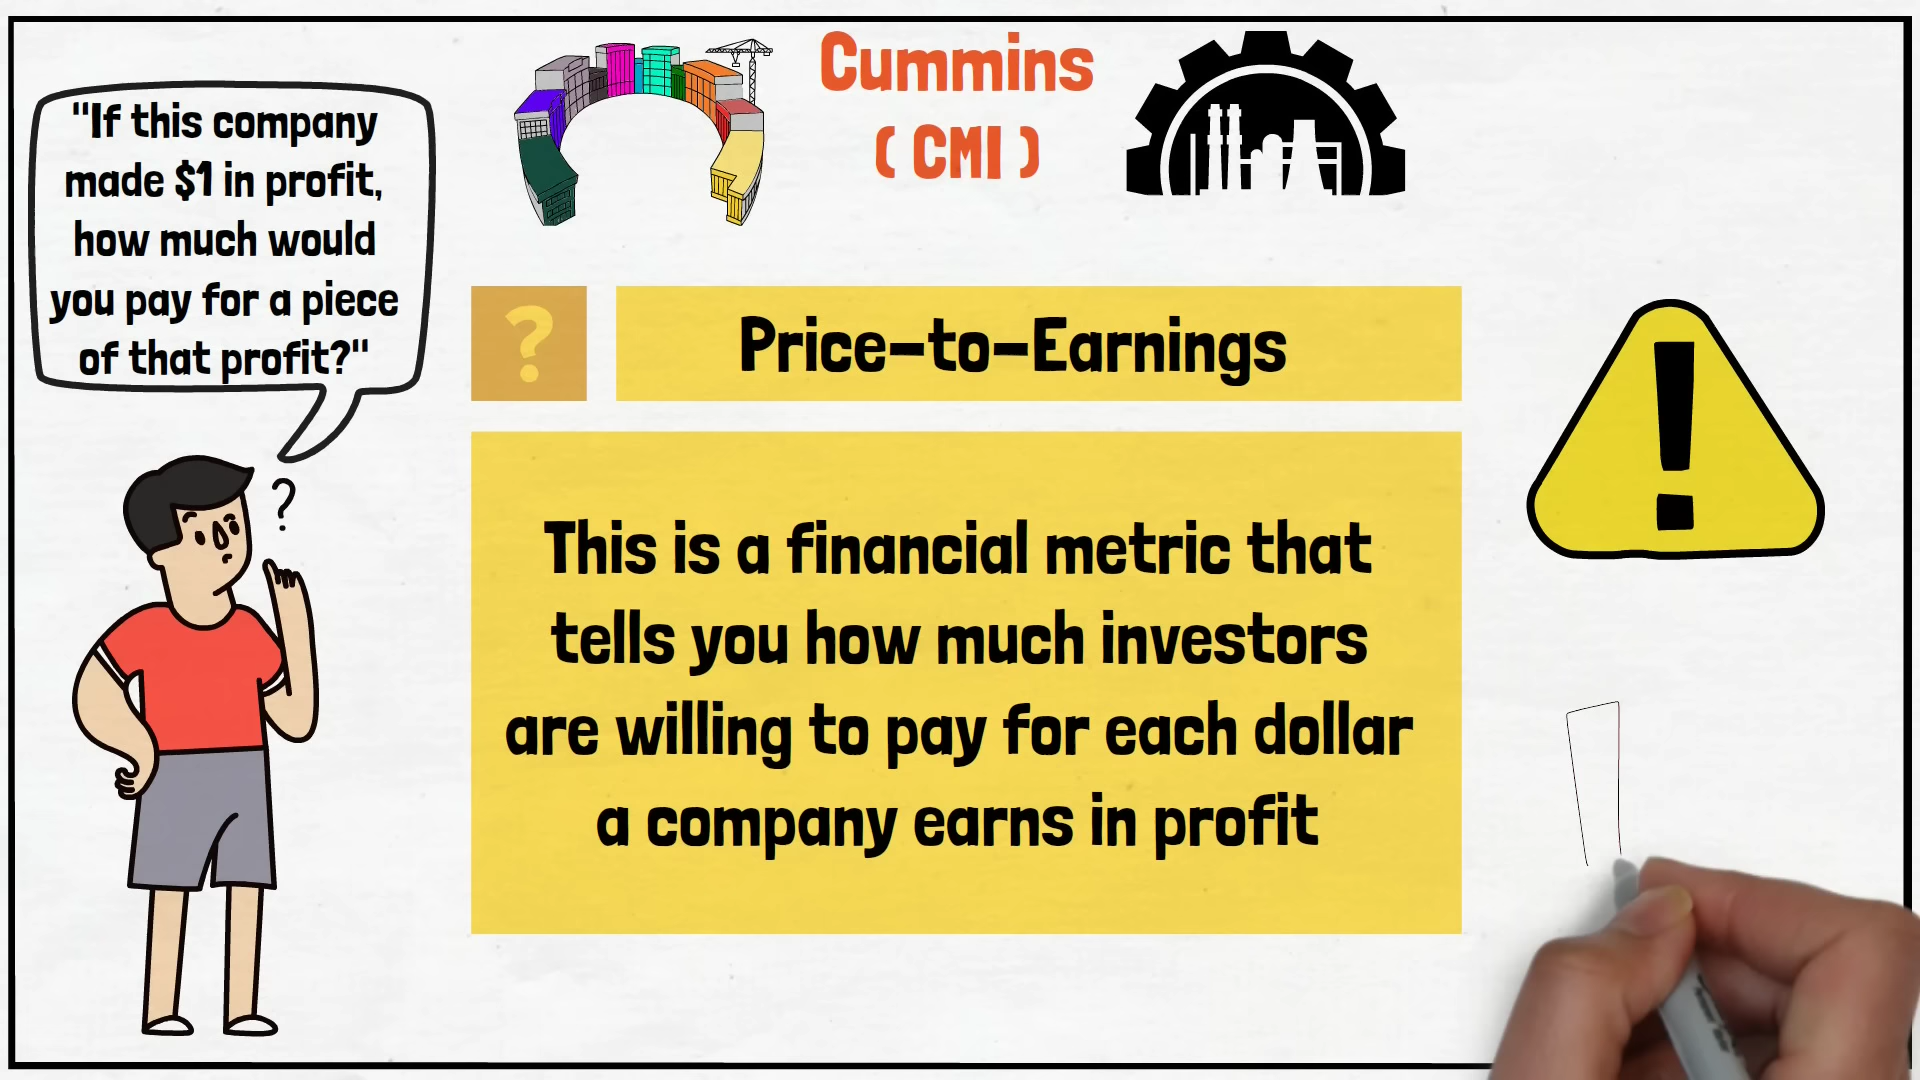 Cummins
( CMI )
"If this company
made $1 in profit,
how much would
you pay for a piece
of that profit?"
?
?
Price-to-Earnings
!
This is a financial metric that
tells you how much investors
are willing to pay for each dollar
a company earns in profit